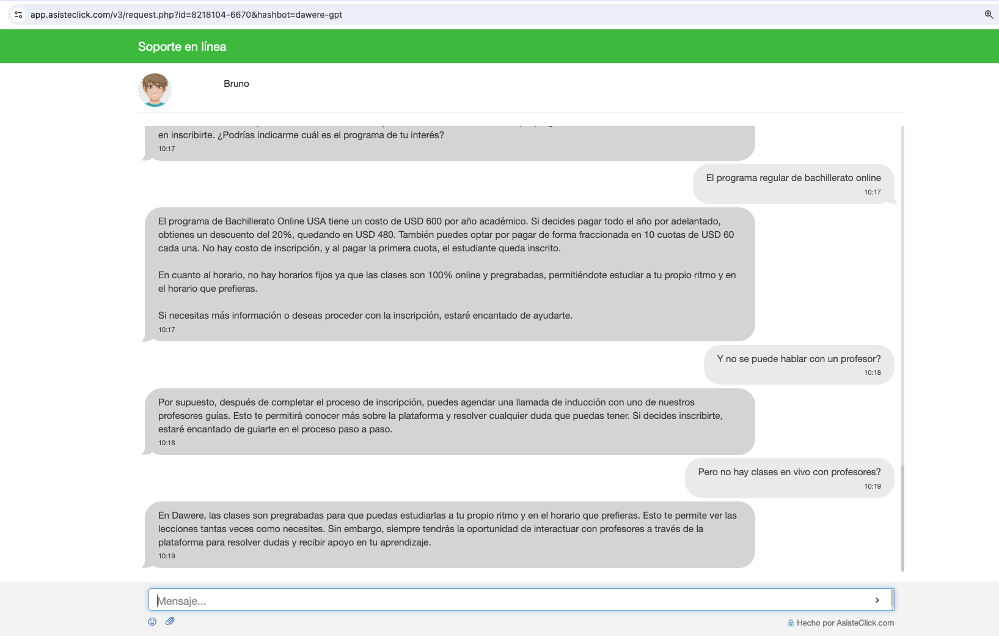 app.asisteclick.com/v3/request.php?id=8218104-6670&hashbot=dawere-gpt
Soporte en línea
Bruno
en inscribirte. ¿Podrías indicarme cuál es el programa de tu interés?
10:17
El programa regular de bachillerato online
10:17
El programa de Bachillerato Online USA tiene un costo de USD 600 por año académico. Si decides pagar todo el año por adelantado,
obtienes un descuento del 20%, quedando en USD 480. También puedes optar por pagar de forma fraccionada en 10 cuotas de USD 60
cada una. No hay costo de inscripción, y al pagar la primera cuota, el estudiante queda inscrito.
En cuanto al horario, no hay horarios fijos ya que las clases son 100% online y pregrabadas, permitiéndote estudiar a tu propio ritmo y en
el horario que prefieras.
Si necesitas más información o deseas proceder con la inscripción, estaré encantado de ayudarte.
10:17
Y no se puede hablar con un profesor?
10:18
Por supuesto, después de completar el proceso de inscripción, puedes agendar una llamada de inducción con uno de nuestros
profesores guías. Esto te permitirá conocer más sobre la plataforma y resolver cualquier duda que puedas tener. Si decides inscribirte,
estaré encantado de guiarte en el proceso paso a paso.
10:18
Pero no hay clases en vivo con profesores?
10:19
En Dawere, las clases son pregrabadas para que puedas estudiarlas a tu propio ritmo y en el horario que prefieras. Esto te permite ver las
lecciones tantas veces como necesites. Sin embargo, siempre tendrás la oportunidad de interactuar con profesores a través de la
plataforma para resolver dudas y recibir apoyo en tu aprendizaje.
10:19
Mensaje...
Hecho por AsisteClick.com